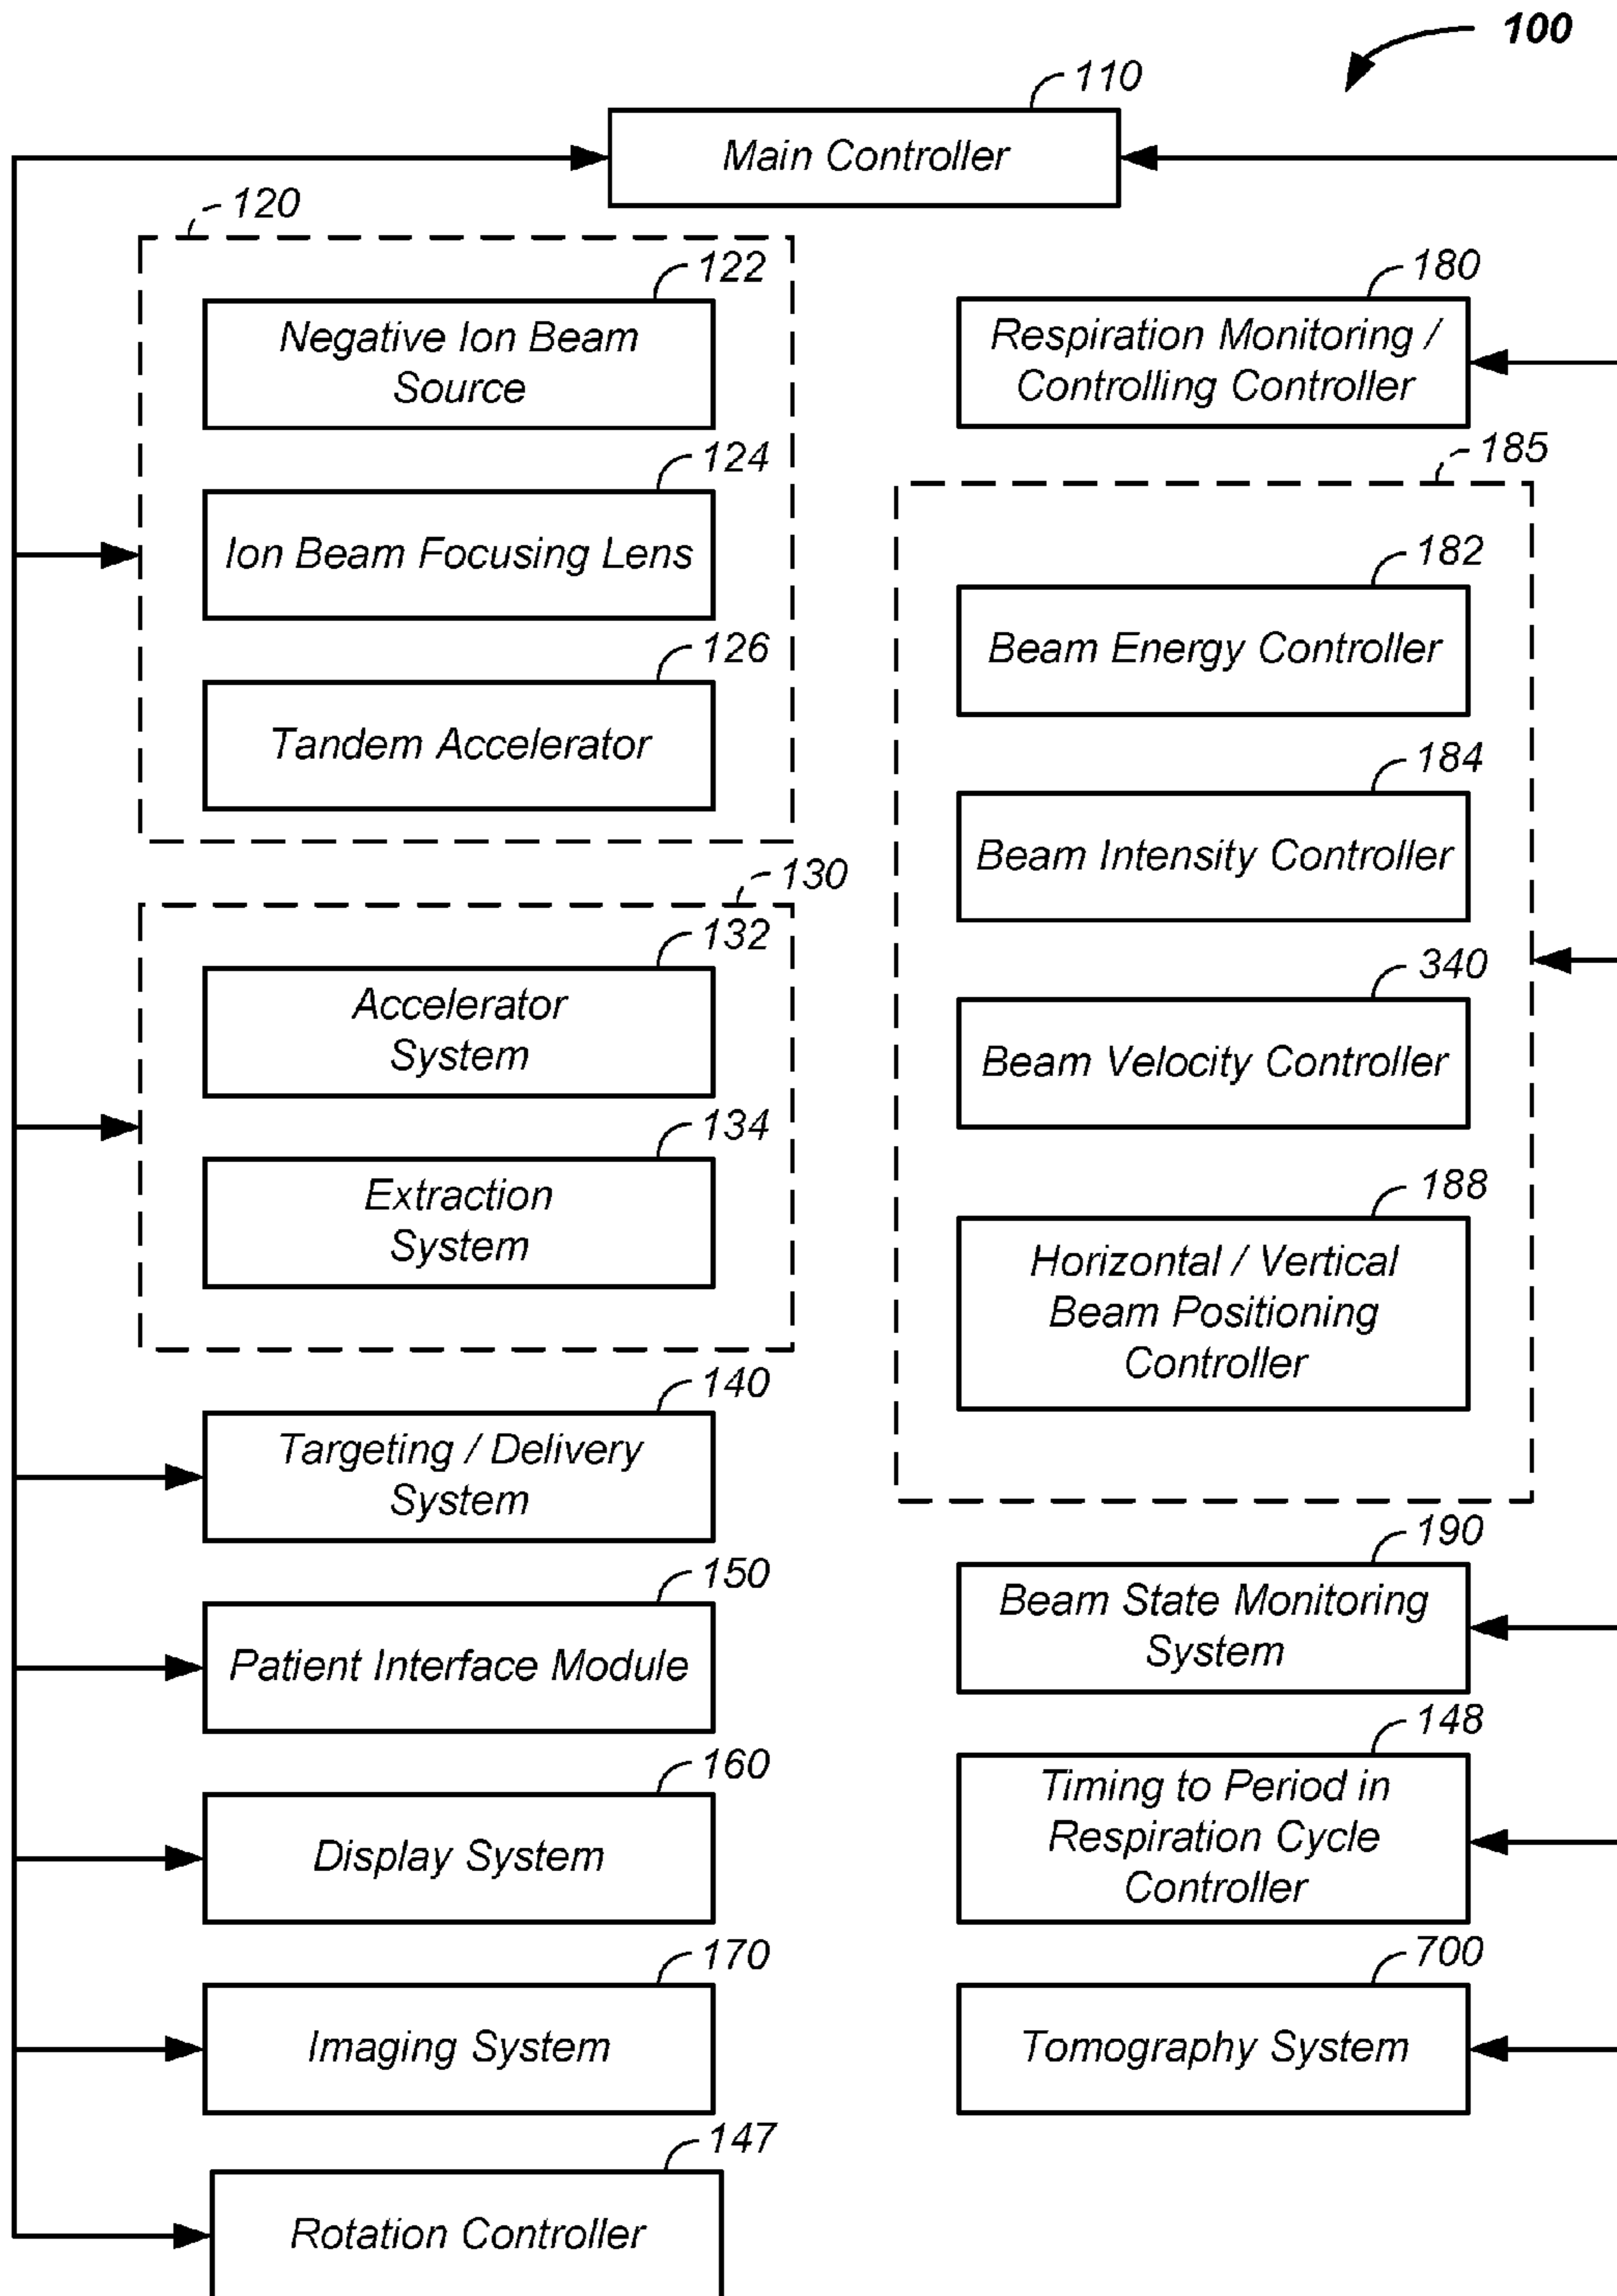 100
110
Main Controller
120
122
Negative Ion Beam
Source
124
Ion Beam Focusing Lens
126
Tandem Accelerator
130
132
Accelerator
System
134
Extraction
System
140
Targeting / Delivery
System
150
Patient Interface Module
160
Display System
170
Imaging System
147
Rotation Controller
180
Respiration Monitoring /
Controlling Controller
185
182
Beam Energy Controller
184
Beam Intensity Controller
340
Beam Velocity Controller
188
Horizontal / Vertical
Beam Positioning
Controller
190
Beam State Monitoring
System
148
Timing to Period in
Respiration Cycle
Controller
700
Tomography System